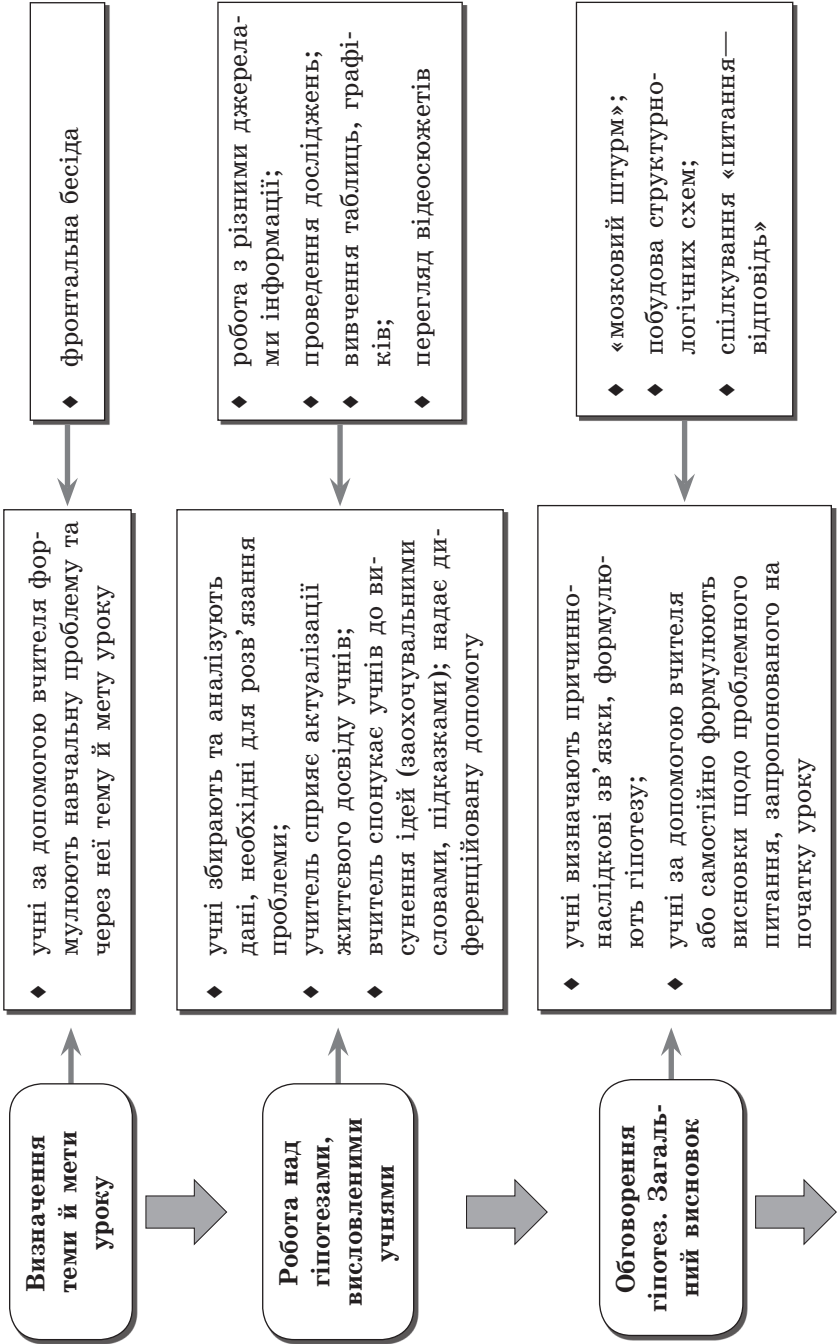 Визначення
теми й мети
уроку
♦ учні за допомогою вчителя фор-
мулюють навчальну проблему та
через неї тему й мету уроку
♦ фронтальна бесіда
Робота над
гіпотезами,
висловленими
учнями
♦ учні збирають та аналізують
дані, необхідні для розв’язання
проблеми;
♦ учитель сприяє актуалізації
життєвого досвіду учнів;
♦ вчитель спонукає учнів до ви-
сунення ідей (заохочувальними
словами, підказками); надає ди-
ференційовану допомогу
♦ робота з різними джерела-
ми інформації;
♦ проведення досліджень;
♦ вивчення таблиць, графі-
ків;
♦ перегляд відеосюжетів
Обговорення
гіпотез. Загаль-
ний висновок
♦ учні визначають причинно-
наслідкові зв’язки, формулю-
ють гіпотезу;
♦ учні за допомогою вчителя
або самостійно формулюють
висновки щодо проблемного
питання, запропонованого на
початку уроку
♦ «мозковий штурм»;
♦ побудова структурно-
логічних схем;
♦ спілкування «питання—
відповідь»